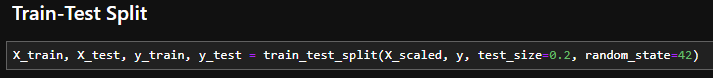 Train-Test Split
X_train, X_test, y_train, y_test = train_test_split(X_scaled, y, test_size=0.2, random_state=42)